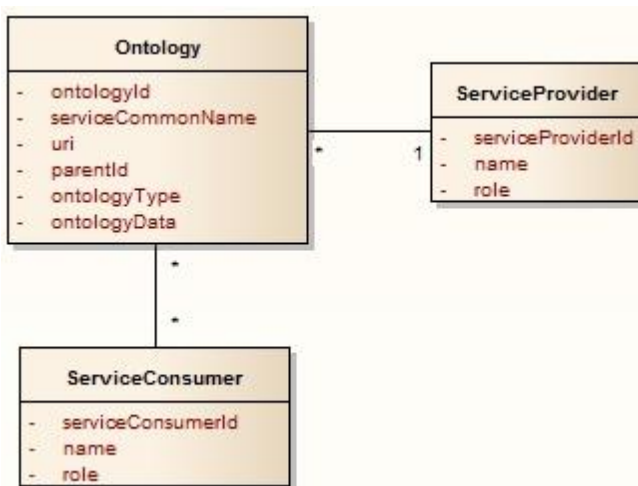 Ontology
- ontologyId
- serviceCommonName
- uri
- parentId
- ontologyType
- ontologyData
ServiceProvider
- serviceProviderId
- name
- role
* 1
*
*
ServiceConsumer
- serviceConsumerId
- name
- role